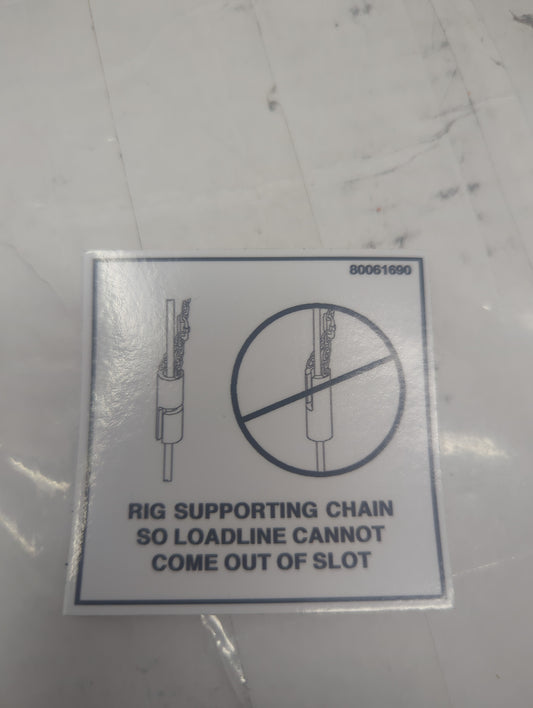 80061690
RIG SUPPORTING CHAIN
SO LOADLINE CANNOT
COME OUT OF SLOT